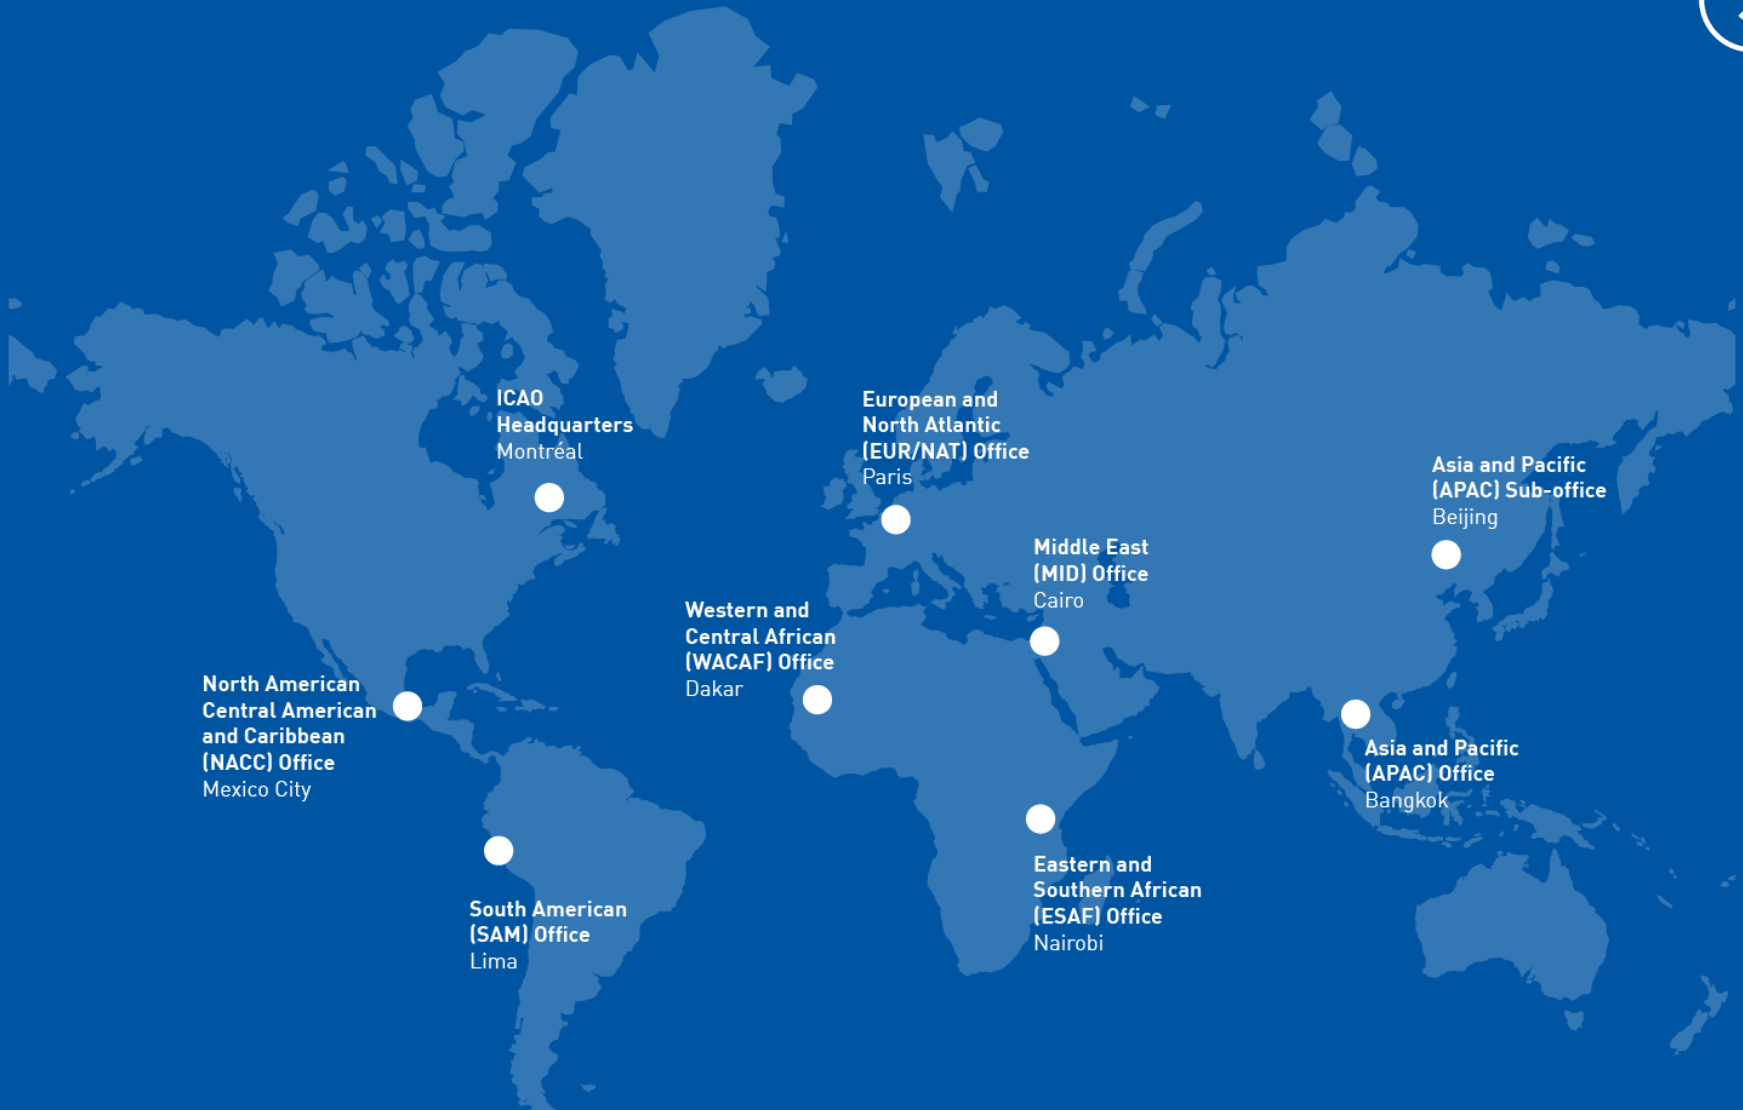 ICAO
Headquarters
Montréal
European and
North Atlantic
(EUR/NAT) Office
Paris
Asia and Pacific
(APAC) Sub-office
Beijing
Middle East
(MID) Office
Cairo
Western and
Central African
(WACAF) Office
Dakar
North American
Central American
and Caribbean
(NACC) Office
Mexico City
Asia and Pacific
(APAC) Office
Bangkok
Eastern and
Southern African
(ESAF) Office
Nairobi
South American
(SAM) Office
Lima